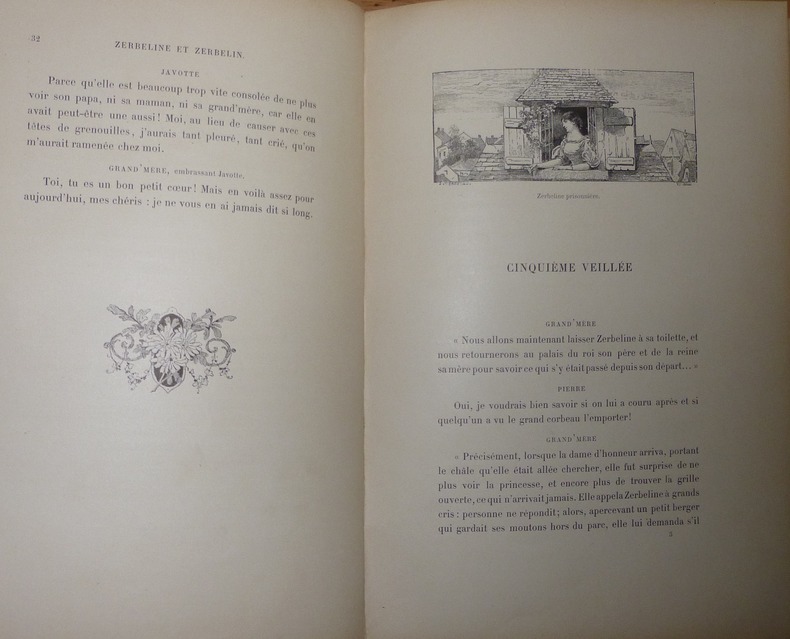 32
ZERBELINE ET ZERBELIN.
JAVOTTE
Parce qu'elle est beaucoup trop vite consolée de ne plus
voir son papa, ni sa maman, ni sa grand'mère, car elle en
avait peut-être une aussi! Moi, au lieu de causer avec ces
têtes de grenouilles, j'aurais tant pleuré, tant crié, qu'on
m'aurait ramenée chez moi.
GRAND'MÈRE, embrassant Javotte.
Toi, tu es un bon petit cœur! Mais en voilà assez pour
aujourd'hui, mes chéris : je ne vous en ai jamais dit si long.
Zerbeline prisonnière.
CINQUIÈME VEILLÉE
GRAND'MÈRE
« Nous allons maintenant laisser Zerbeline à sa toilette, et
nous retournerons au palais du roi son père et de la reine
sa mère pour savoir ce qui s'y était passé depuis son départ... »
PIERRE
Oui, je voudrais bien savoir si on lui a couru après et si
quelqu'un a vu le grand corbeau l'emporter!
GRAND'MÈRE
« Précisément, lorsque la dame d'honneur arriva, portant
le châle qu'elle était allée chercher, elle fut surprise de ne
plus voir la princesse, et encore plus de trouver la grille
ouverte, ce qui n'arrivait jamais. Elle appela Zerbeline à grands
cris : personne ne répondit; alors, apercevant un petit berger
qui gardait ses moutons hors du parc, elle lui demanda s'il
3